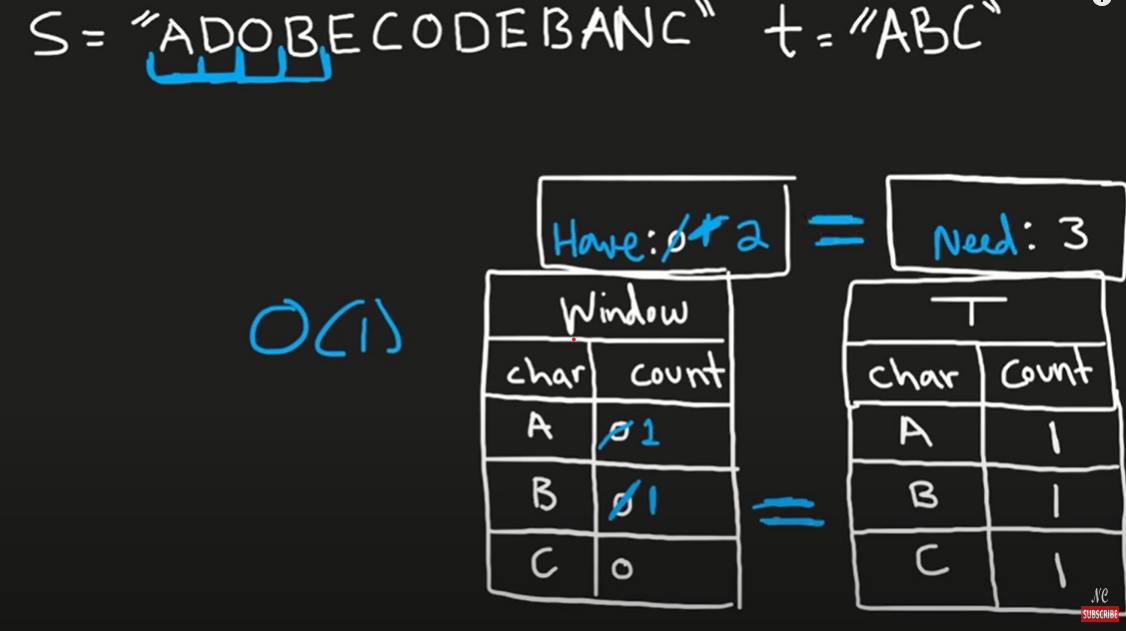 S = "ADOBECODEBANC" t = "ABC"
Have: 0 1 2 = Need: 3
O(1)
Window T
char count char count
A 0 1 A 1
B 0 1 = B 1
C 0 C 1
NC
SUBSCRIBE